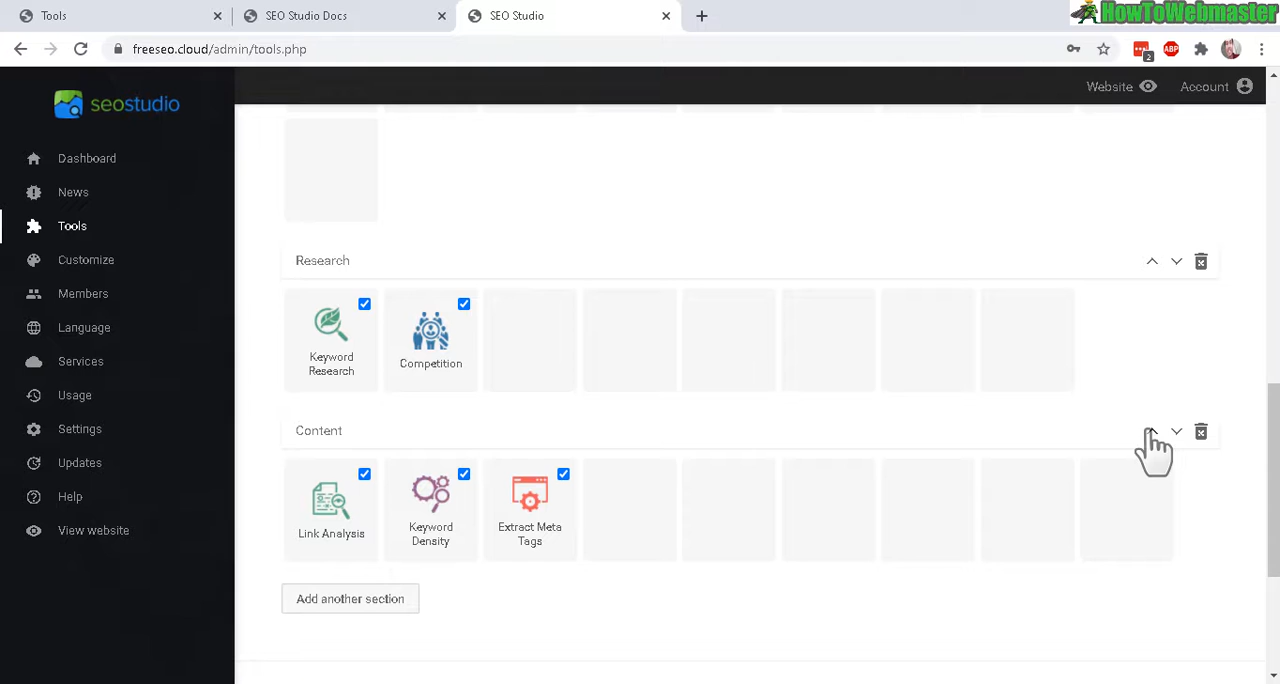 Tools
SEO Studio Docs
SEO Studio
HowToWebmaster
freeseo.cloud/admin/tools.php
2
ABP
seostudio
Website
Account
Dashboard
News
Tools
Customize
Members
Language
Services
Usage
Settings
Updates
Help
View website
Research
Keyword
Research
Competition
Content
Link Analysis
Keyword
Density
Extract Meta
Tags
Add another section